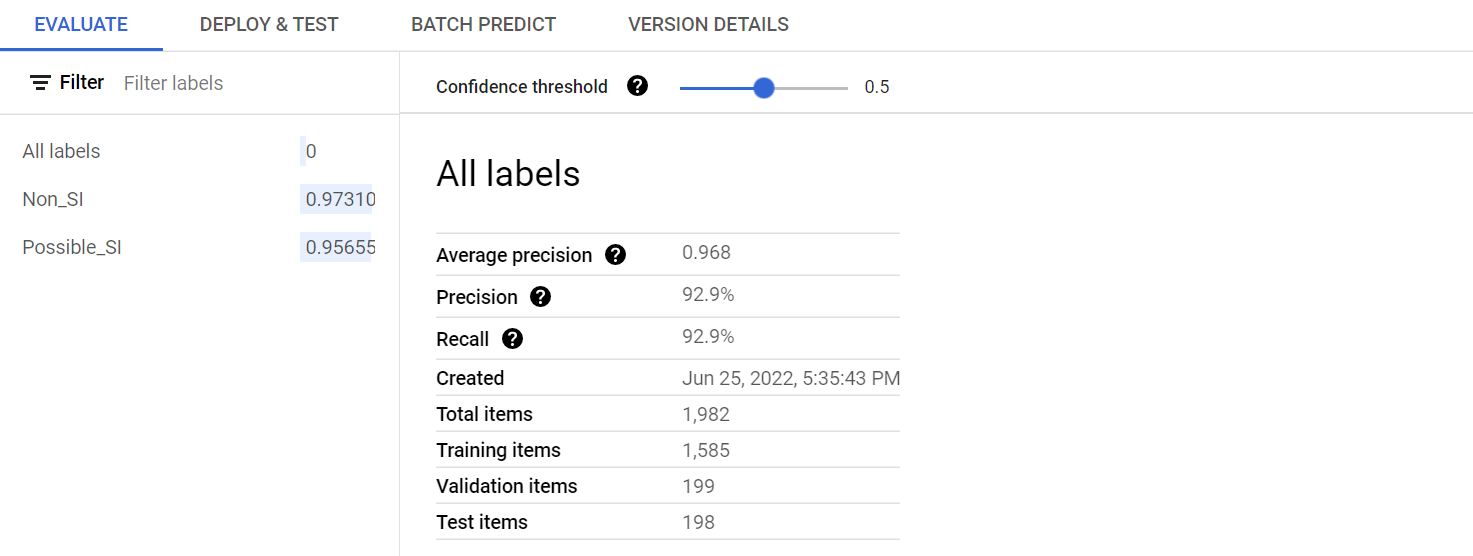 EVALUATE DEPLOY & TEST BATCH PREDICT VERSION DETAILS
Filter Filter labels
Confidence threshold ? 0.5
All labels 0
Non_SI 0.97310
Possible_SI 0.95655
All labels
Average precision ? 0.968
Precision ? 92.9%
Recall ? 92.9%
Created Jun 25, 2022, 5:35:43 PM
Total items 1,982
Training items 1,585
Validation items 199
Test items 198